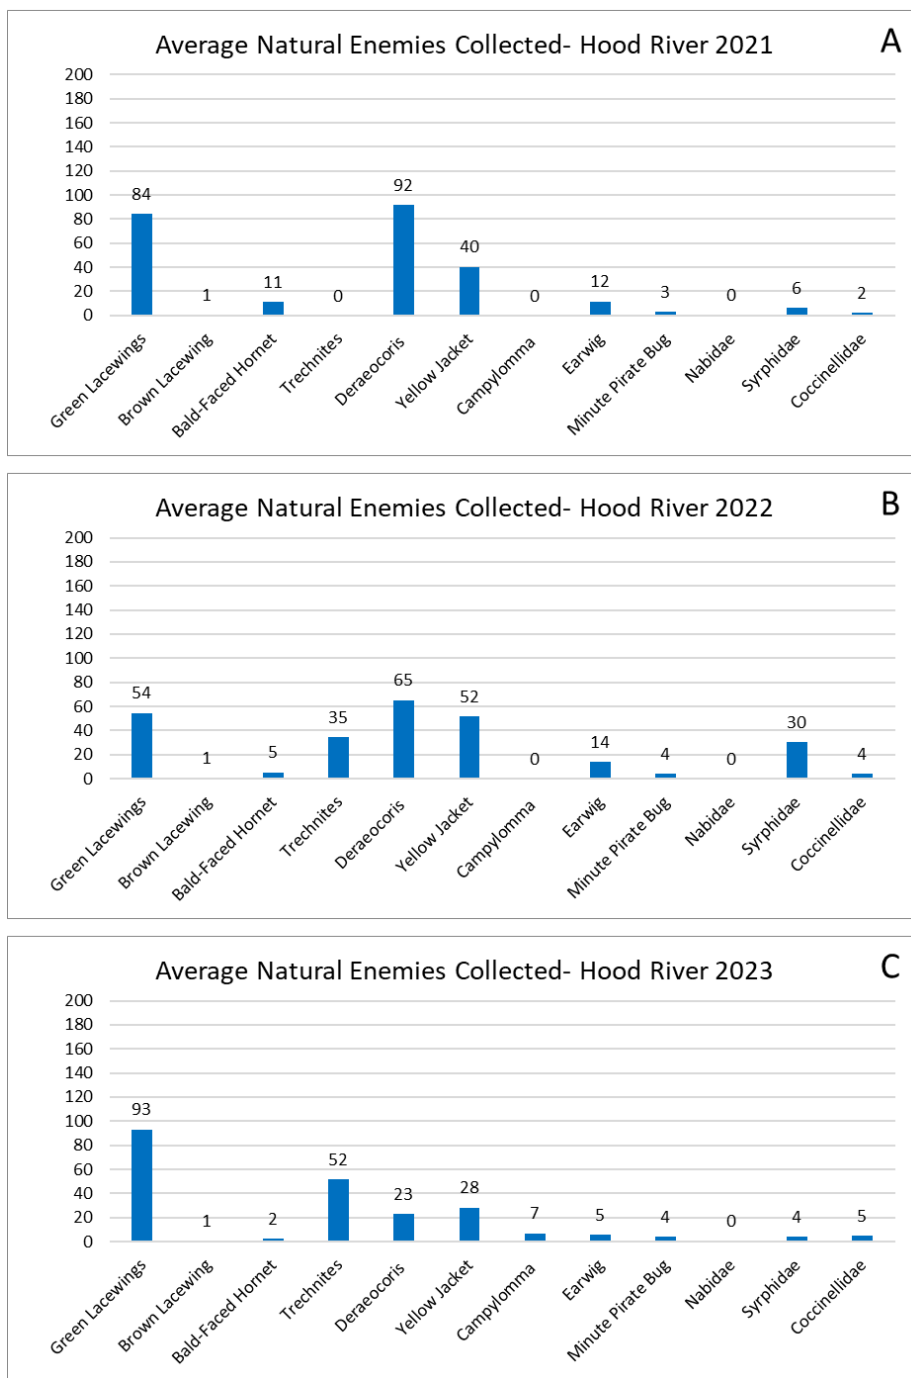 Average Natural Enemies Collected- Hood River 2021
A
200
180
160
140
120
100
80
60
40
20
0
84
1
11
0
92
40
0
12
3
0
6
2
Green Lacewings
Brown Lacewing
Bald-Faced Hornet
Trechnites
Deraeocoris
Yellow Jacket
Campylomma
Earwig
Minute Pirate Bug
Nabidae
Syrphidae
Coccinellidae
Average Natural Enemies Collected- Hood River 2022
B
200
180
160
140
120
100
80
60
40
20
0
54
1
5
35
65
52
0
14
4
0
30
4
Green Lacewings
Brown Lacewing
Bald-Faced Hornet
Trechnites
Deraeocoris
Yellow Jacket
Campylomma
Earwig
Minute Pirate Bug
Nabidae
Syrphidae
Coccinellidae
Average Natural Enemies Collected- Hood River 2023
C
200
180
160
140
120
100
80
60
40
20
0
93
1
2
52
23
28
7
5
4
0
4
5
Green Lacewings
Brown Lacewing
Bald-Faced Hornet
Trechnites
Deraeocoris
Yellow Jacket
Campylomma
Earwig
Minute Pirate Bug
Nabidae
Syrphidae
Coccinellidae